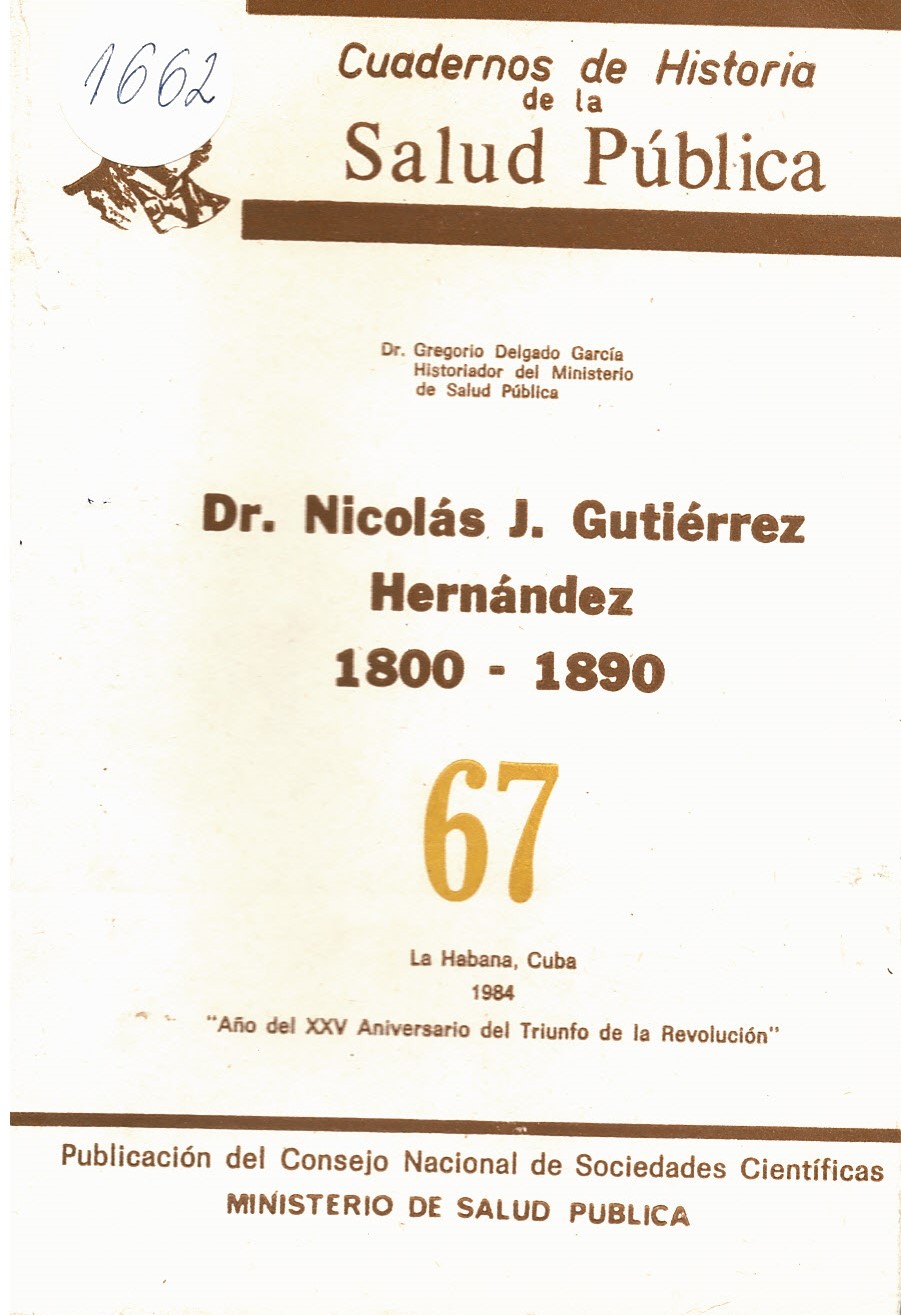 1662
Cuadernos de Historia
de la
Salud Pública
Dr. Gregorio Delgado García
Historiador del Ministerio
de Salud Pública
Dr. Nicolás J. Gutiérrez
Hernández
1800 - 1890
67
La Habana, Cuba
1984
"Año del XXV Aniversario del Triunfo de la Revolución"
Publicación del Consejo Nacional de Sociedades Científicas
MINISTERIO DE SALUD PUBLICA